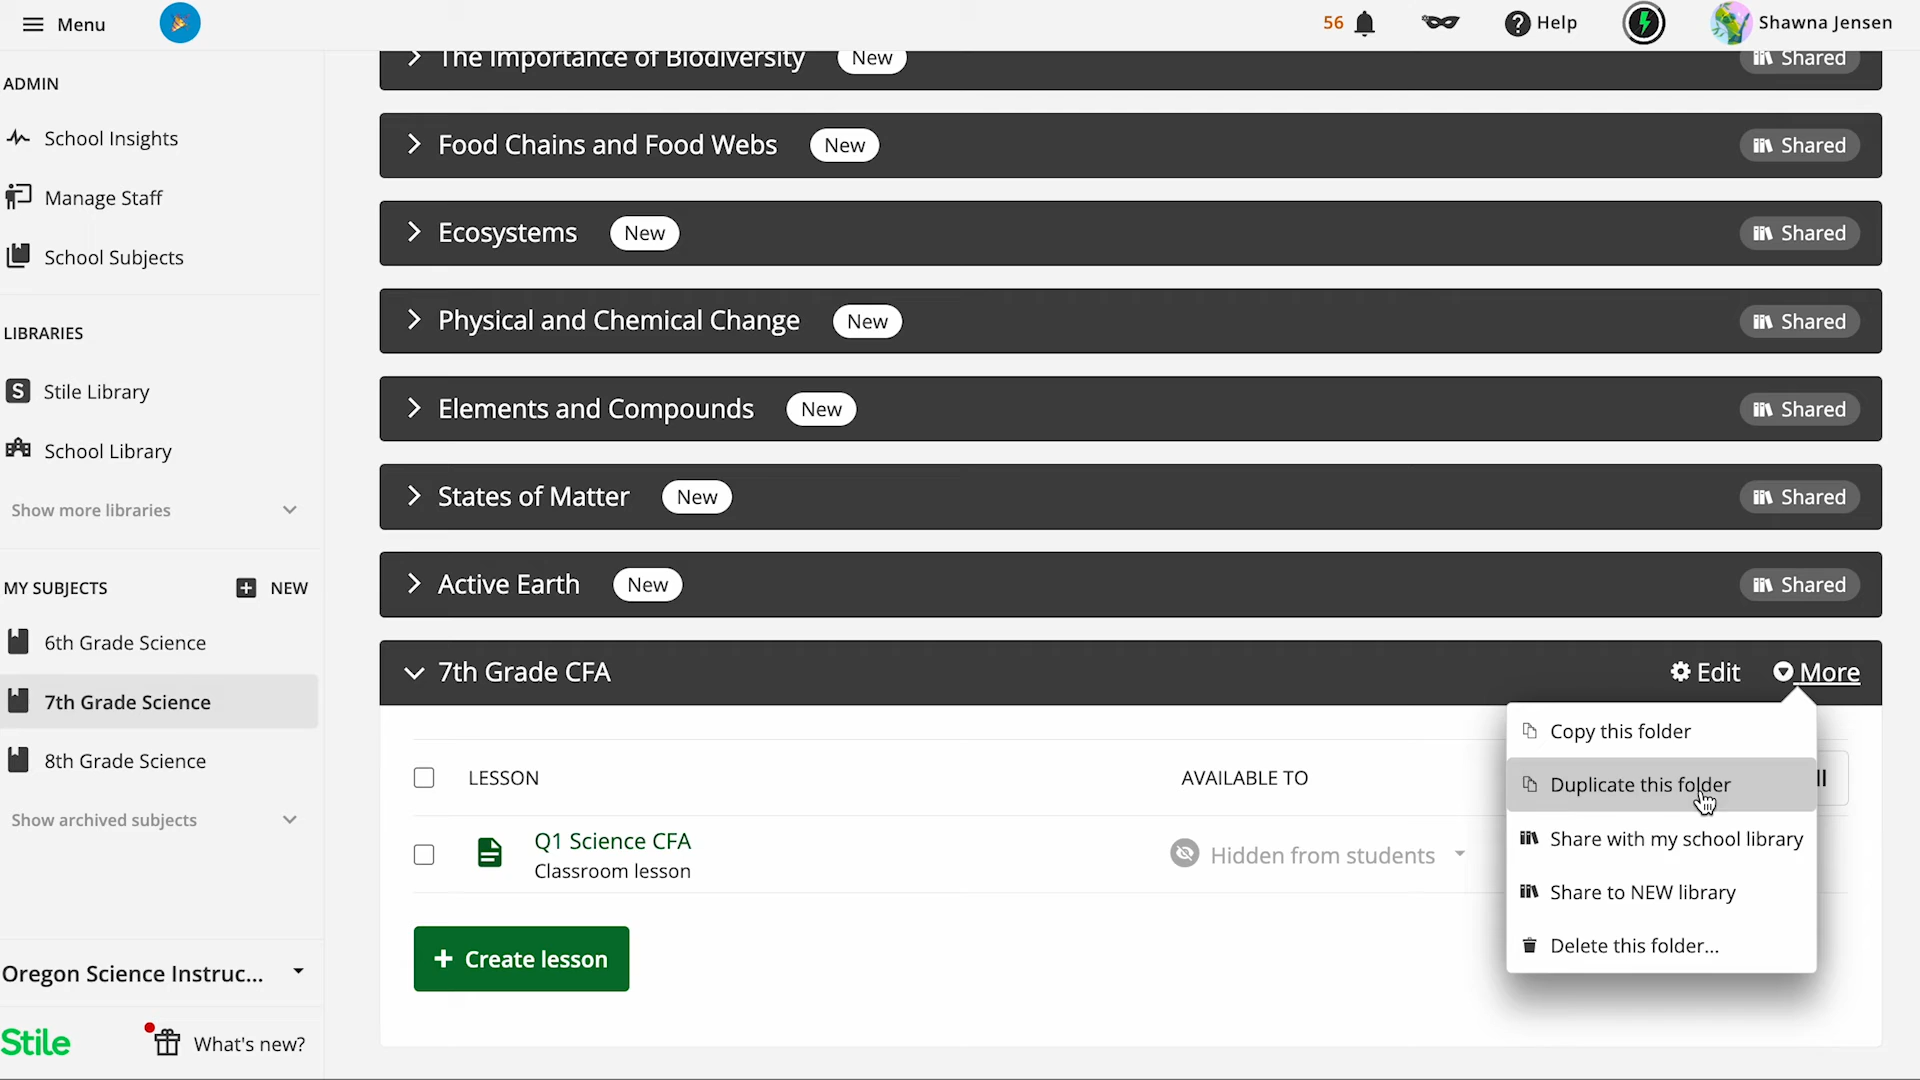 Menu
56
Help
Shawna Jensen
ADMIN
School Insights
Manage Staff
School Subjects
LIBRARIES
S Stile Library
School Library
Show more libraries
MY SUBJECTS
NEW
6th Grade Science
7th Grade Science
8th Grade Science
Show archived subjects
Oregon Science Instruc...
Stile
What's new?
The Importance of Biodiversity New Shared
Food Chains and Food Webs New Shared
Ecosystems New Shared
Physical and Chemical Change New Shared
Elements and Compounds New Shared
States of Matter New Shared
Active Earth New Shared
7th Grade CFA Edit More
LESSON AVAILABLE TO
Q1 Science CFA
Classroom lesson
Hidden from students
+ Create lesson
Copy this folder
Duplicate this folder
Share with my school library
Share to NEW library
Delete this folder...